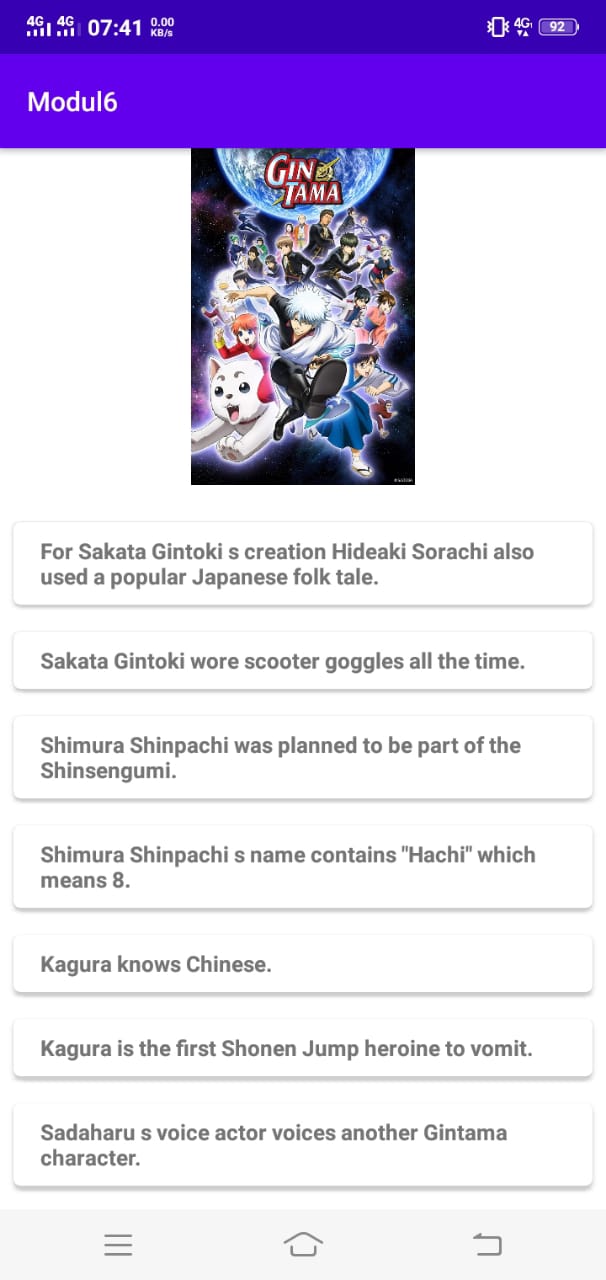 4G 4G 07:41 0.00 KB/s 4G 92
Modul6
GINTAMA
For Sakata Gintoki s creation Hideaki Sorachi also
used a popular Japanese folk tale.
Sakata Gintoki wore scooter goggles all the time.
Shimura Shinpachi was planned to be part of the
Shinsengumi.
Shimura Shinpachi s name contains "Hachi" which
means 8.
Kagura knows Chinese.
Kagura is the first Shonen Jump heroine to vomit.
Sadaharu s voice actor voices another Gintama
character.